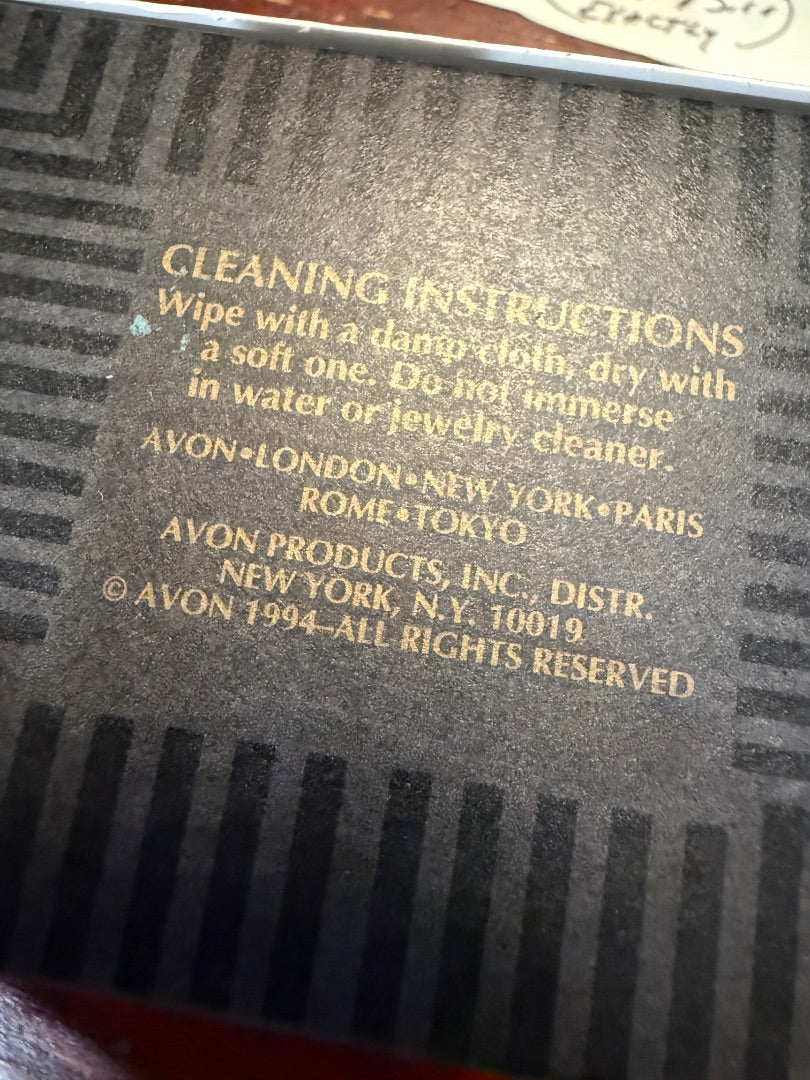 Exactly
CLEANING INSTRUCTIONS
Wipe with a damp cloth, dry with
a soft one. Do not immerse
in water or jewelry cleaner.
AVON•LONDON•NEW YORK•PARIS
ROME•TOKYO
AVON PRODUCTS, INC., DISTR.
NEW YORK, N.Y. 10019
© AVON 1994–ALL RIGHTS RESERVED